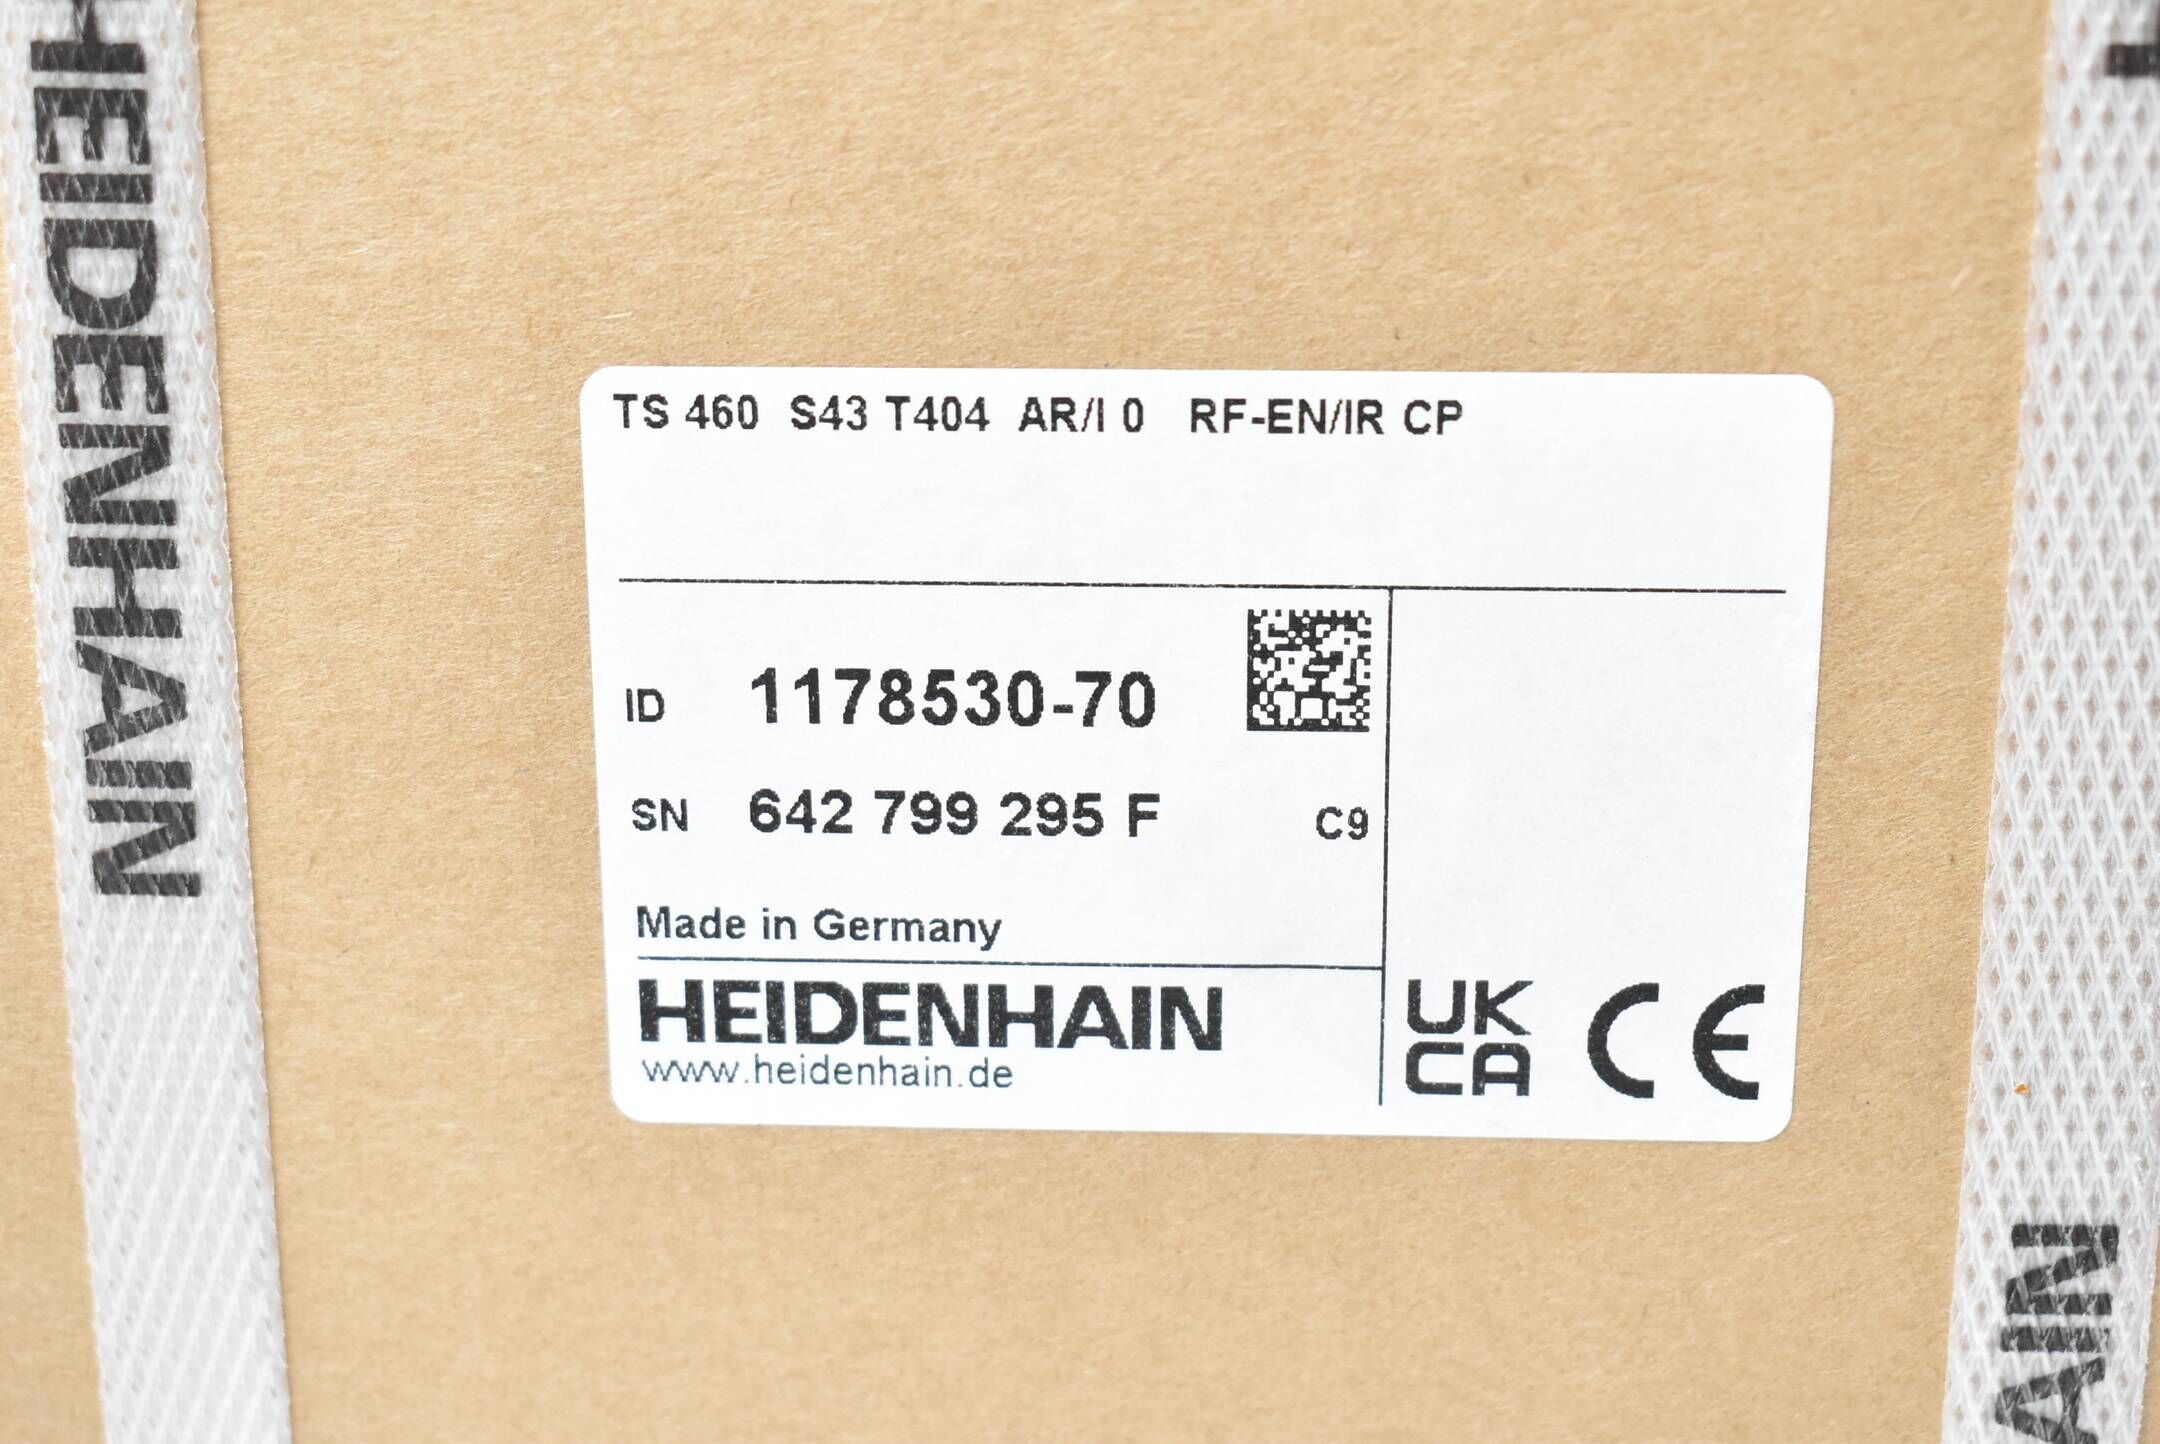 HEIDENHAIN
TS 460 S43 T404 AR/I 0 RF-EN/IR CP
ID 1178530-70
SN 642 799 295 F C9
Made in Germany
HEIDENHAIN
www.heidenhain.de
UK
CA CE
AIN